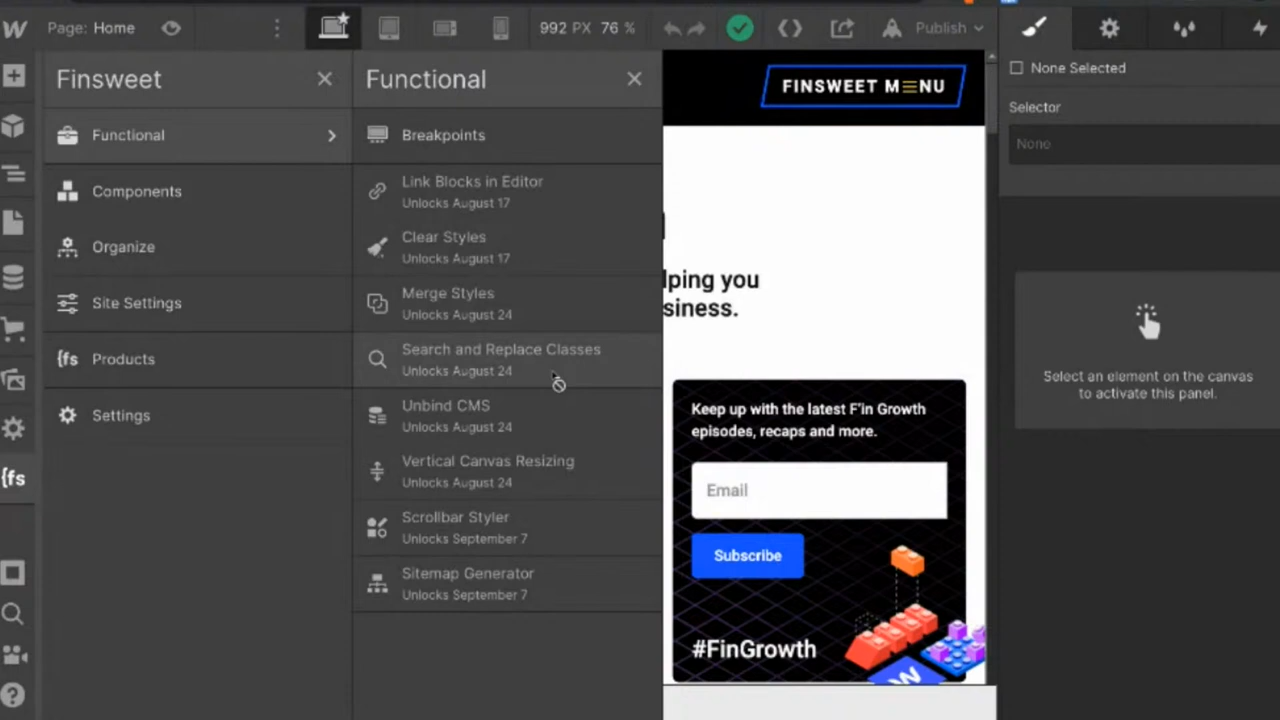 Page: Home
992 PX 76 %
Publish
Finsweet
Functional
Components
Organize
Site Settings
{fs Products
Settings
{fs
Functional
Breakpoints
Link Blocks in Editor
Unlocks August 17
Clear Styles
Unlocks August 17
Merge Styles
Unlocks August 24
Search and Replace Classes
Unlocks August 24
Unbind CMS
Unlocks August 24
Vertical Canvas Resizing
Unlocks August 24
Scrollbar Styler
Unlocks September 7
Sitemap Generator
Unlocks September 7
FINSWEET MENU
lping you
siness.
Keep up with the latest F'in Growth
episodes, recaps and more.
Email
Subscribe
#FinGrowth
W
None Selected
Selector
None
Select an element on the canvas
to activate this panel.